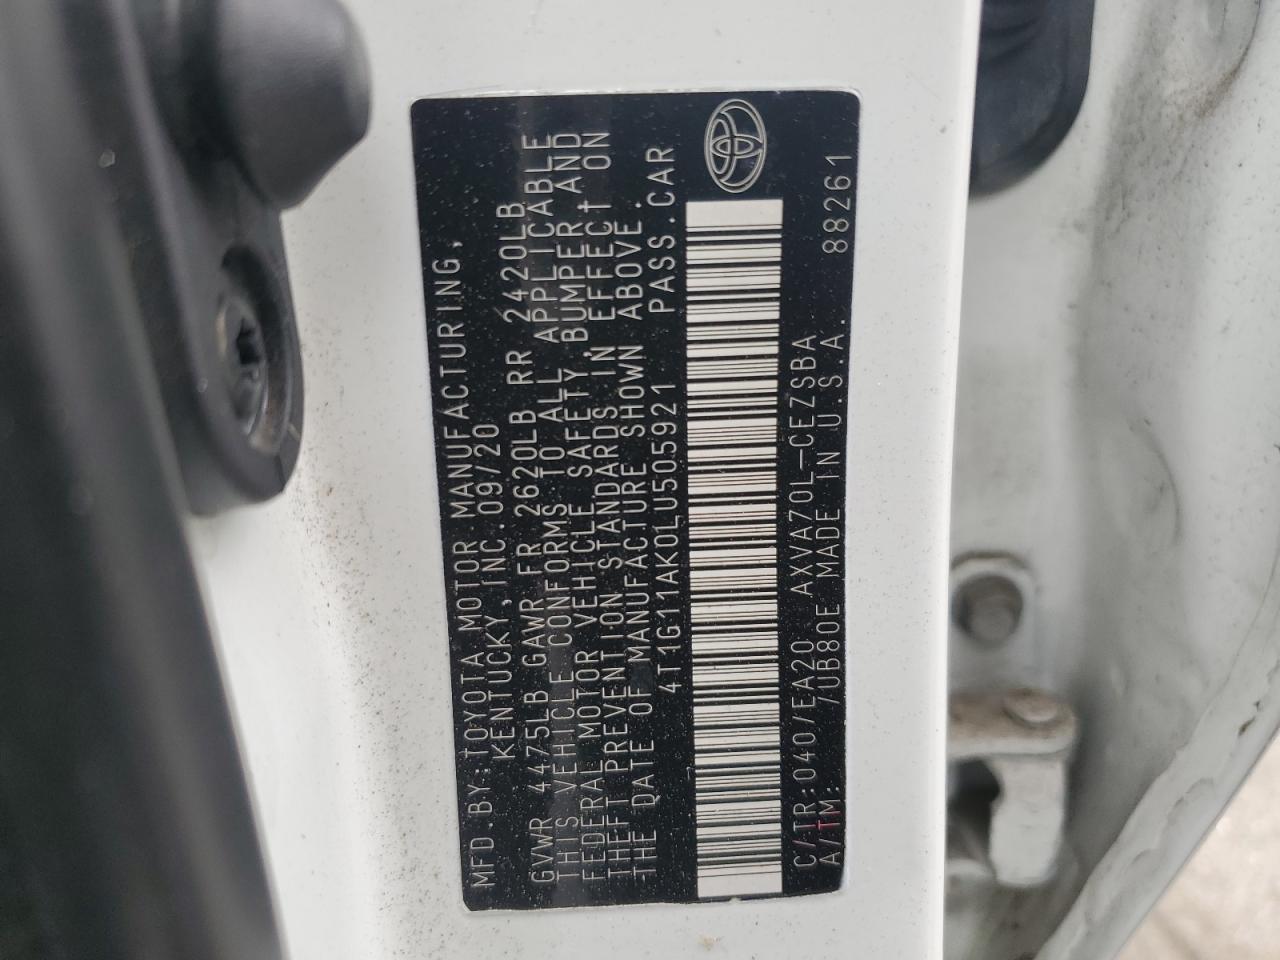 MFD BY:TOYOTA MOTOR MANUFACTURING,
KENTUCKY,INC.09/20
GVWR 4475LB GAWR FR 2620LB RR 2420LB
THIS VEHICLE CONFORMS TO ALL APPLICABLE
FEDERAL MOTOR VEHICLE SAFETY,BUMPER,AND
THEFT PREVENTION STANDARDS IN EFFECT ON
THE DATE OF MANUFACTURE SHOWN ABOVE.
4T1G11AK0LU505921 PASS.CAR
C/TR:040/EA20 AXVA70L-CEZSBA
A/TM: /UB80E MADE IN U.S.A. 88261